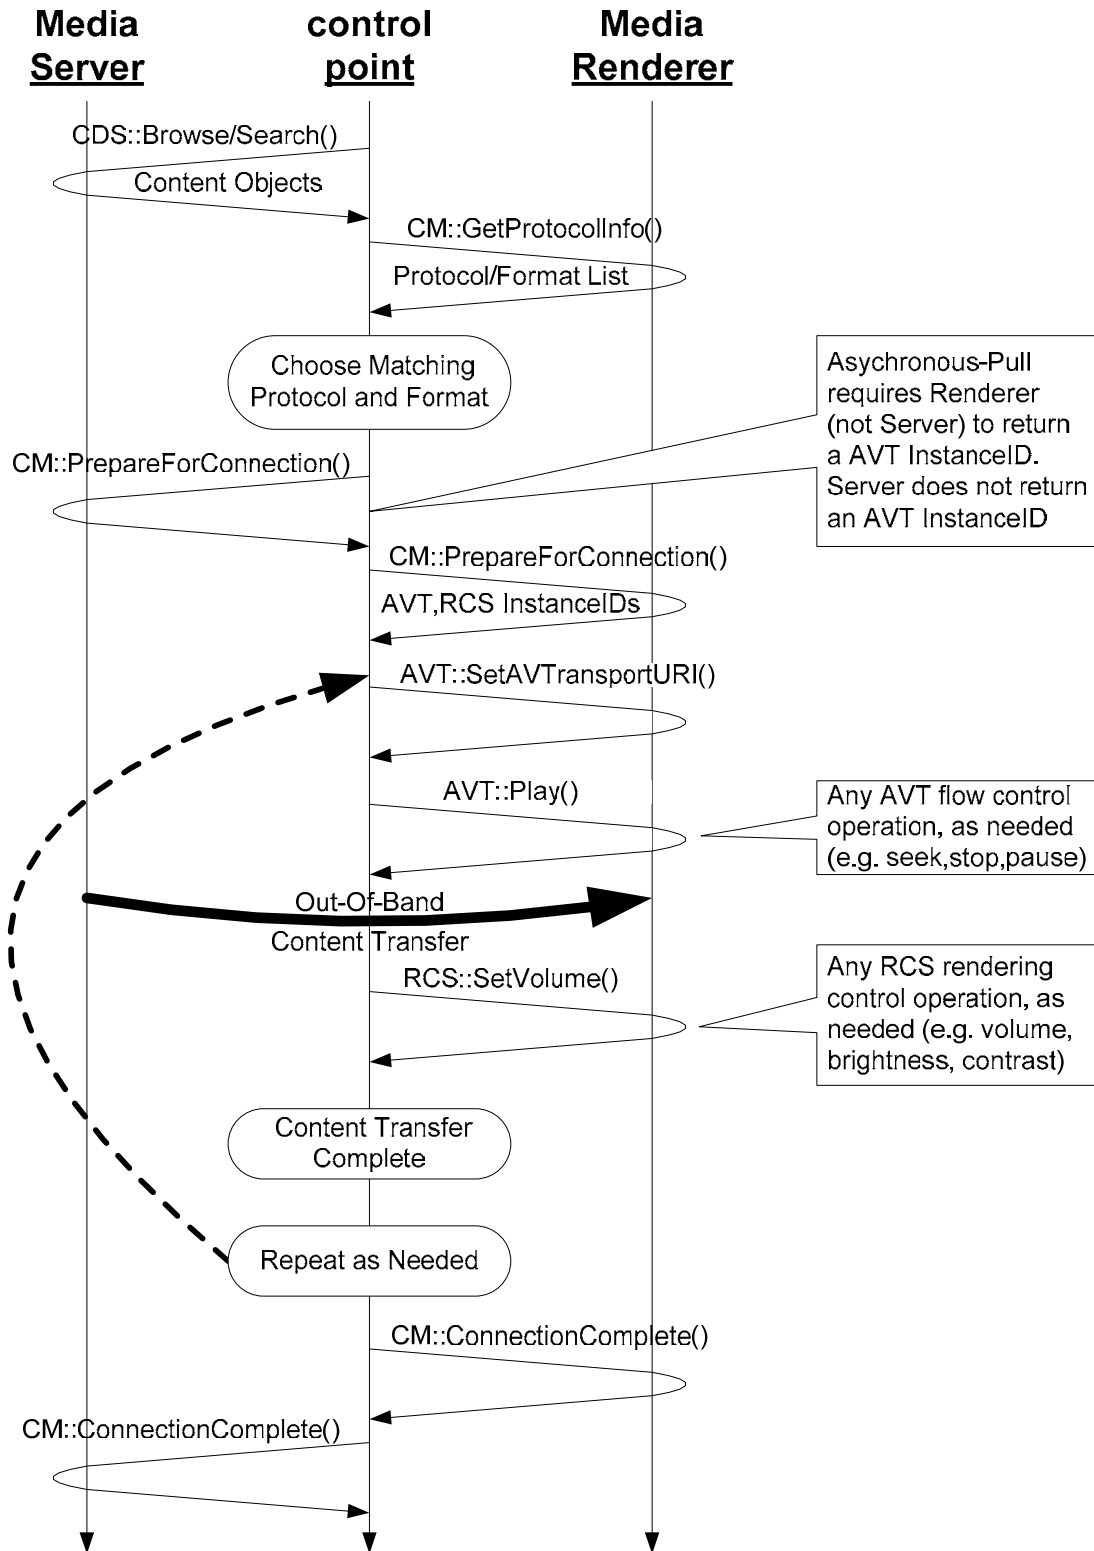 Media
Server
control
point
Media
Renderer
CDS::Browse/Search()
Content Objects
CM::GetProtocolInfo()
Protocol/Format List
Choose Matching
Protocol and Format
Asychronous-Pull
requires Renderer
(not Server) to return
a AVT InstanceID.
Server does not return
an AVT InstanceID
CM::PrepareForConnection()
CM::PrepareForConnection()
AVT,RCS InstanceIDs
AVT::SetAVTransportURI()
AVT::Play()
Any AVT flow control
operation, as needed
(e.g. seek,stop,pause)
Out-Of-Band
Content Transfer
RCS::SetVolume()
Any RCS rendering
control operation, as
needed (e.g. volume,
brightness, contrast)
Content Transfer
Complete
Repeat as Needed
CM::ConnectionComplete()
CM::ConnectionComplete()